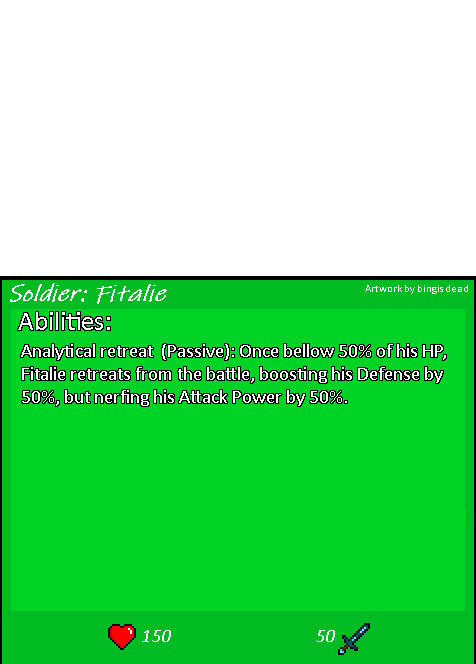 Soldier: Fitalie
Artwork by bingis dead
Abilities:
Analytical retreat (Passive): Once bellow 50% of his HP,
Fitalie retreats from the battle, boosting his Defense by
50%, but nerfing his Attack Power by 50%.
150
50